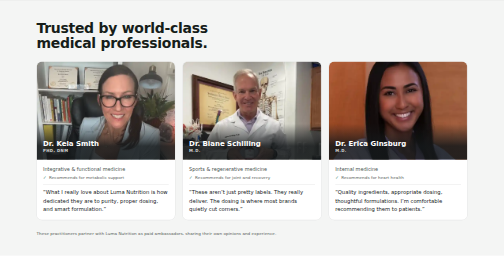 Trusted by world-class
medical professionals.
Dr. Kela Smith
PHD, DNM
Integrative & functional medicine
✓ Recommends for metabolic support
"What I really love about Luma Nutrition is how
dedicated they are to purity, proper dosing,
and smart formulation."
Dr. Blane Schilling
M.D.
Sports & regenerative medicine
✓ Recommends for joint and recovery
"These aren't just pretty labels. They really
deliver. The dosing is where most brands
quietly cut corners."
Dr. Erica Ginsburg
M.D.
Internal medicine
✓ Recommends for heart health
"Quality ingredients, appropriate dosing,
thoughtful formulations. I'm comfortable
recommending them to patients."
These practitioners partner with Luma Nutrition as paid ambassadors, sharing their own opinions and experience.